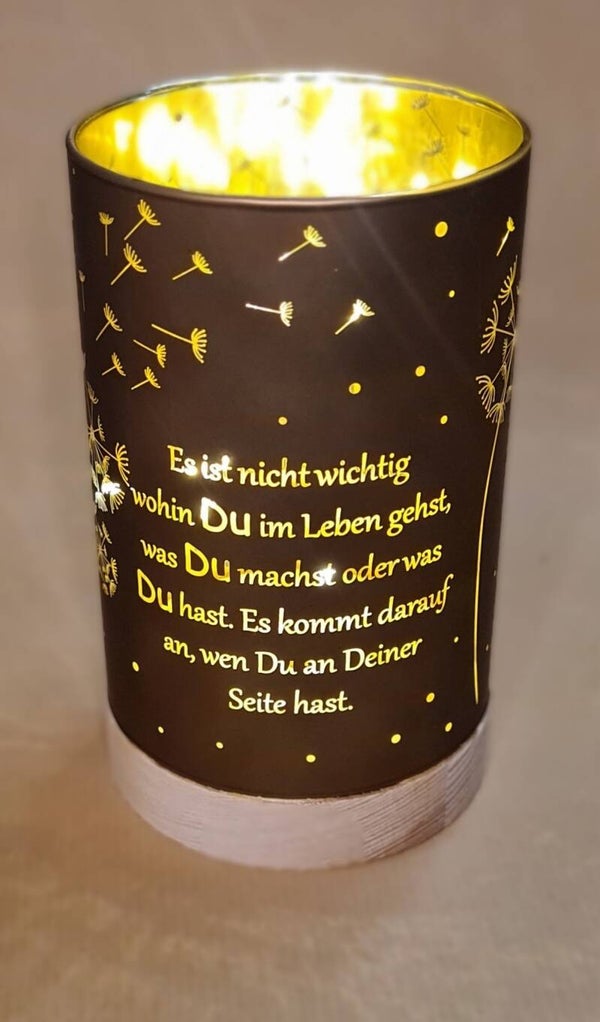 Es ist nicht wichtig
wohin Du im Leben gehst,
was Du machst oder was
Du hast. Es kommt darauf
an, wen Du an Deiner
Seite hast.